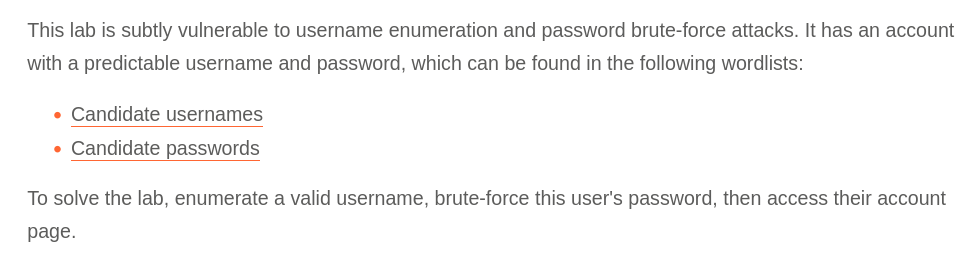 This lab is subtly vulnerable to username enumeration and password brute-force attacks. It has an account
with a predictable username and password, which can be found in the following wordlists:
• Candidate usernames
• Candidate passwords
To solve the lab, enumerate a valid username, brute-force this user's password, then access their account
page.